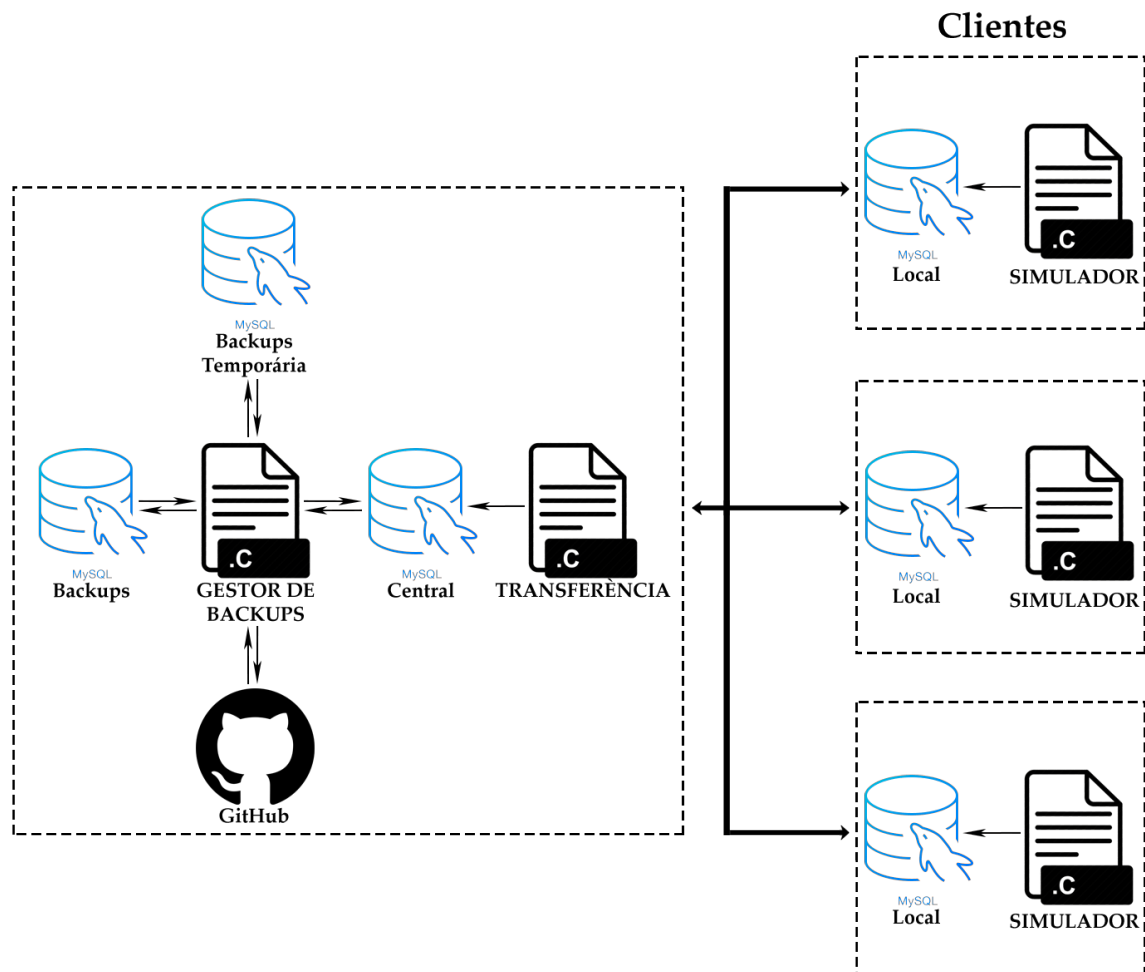 Clientes
MySQL
Local
.C
SIMULADOR
MySQL
Backups
Temporária
MySQL
Backups
.C
GESTOR DE
BACKUPS
MySQL
Central
.C
TRANSFERÈNCIA
GitHub
MySQL
Local
.C
SIMULADOR
MySQL
Local
.C
SIMULADOR